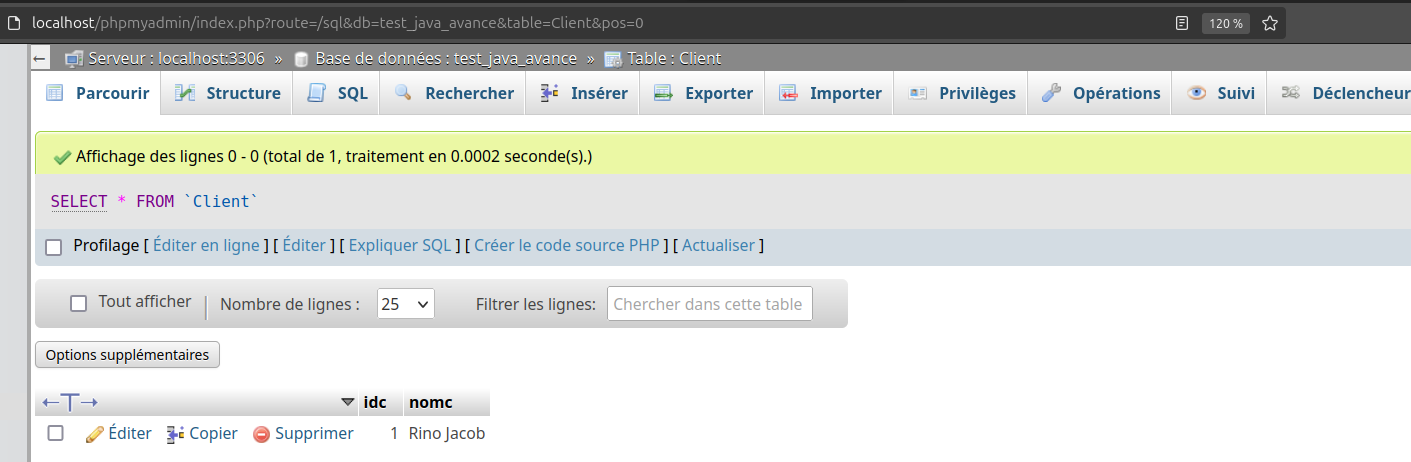 localhost/phpmyadmin/index.php?route=/sql&db=test_java_avance&table=Client&pos=0 120 %
Serveur : localhost:3306 » Base de données : test_java_avance » Table : Client
Parcourir Structure SQL Rechercher Insérer Exporter Importer Privilèges Opérations Suivi Déclencheur
Affichage des lignes 0 - 0 (total de 1, traitement en 0.0002 seconde(s).)
SELECT * FROM `Client`
Profilage [ Éditer en ligne ] [ Éditer ] [ Expliquer SQL ] [ Créer le code source PHP ] [ Actualiser ]
Tout afficher Nombre de lignes : 25 Filtrer les lignes: Chercher dans cette table
Options supplémentaires
idc nomc
Éditer Copier Supprimer 1 Rino Jacob